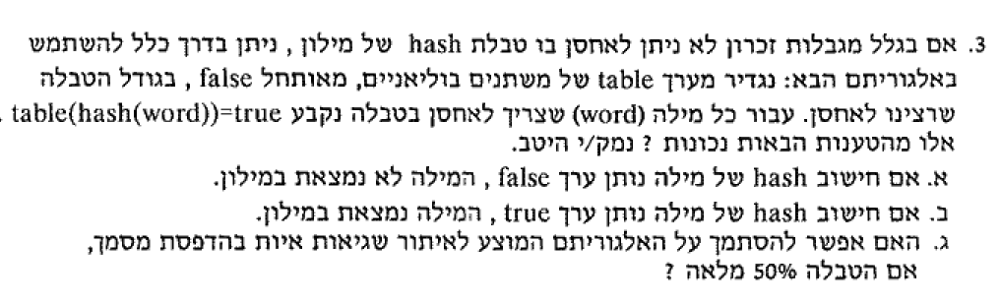 3. אם בגלל מגבלות זכרון לא ניתן לאחסן בו טבלת hash של מילון , ניתן בדרך כלל להשתמש
באלגוריתם הבא: נגדיר מערך table של משתנים בוליאניים, מאותחל false , בגודל הטבלה
שרצינו לאחסן. עבור כל מילה (word) שצריך לאחסן בטבלה נקבע table(hash(word))=true .
אלו מהטענות הבאות נכונות ? נמק/י היטב.
א. אם חישוב hash של מילה נותן ערך false , המילה לא נמצאת במילון.
ב. אם חישוב hash של מילה נותן ערך true , המילה נמצאת במילון.
ג. האם אפשר להסתמך על האלגוריתם המוצע לאיתור שגיאות איות בהדפסת מסמך,
אם הטבלה 50% מלאה ?